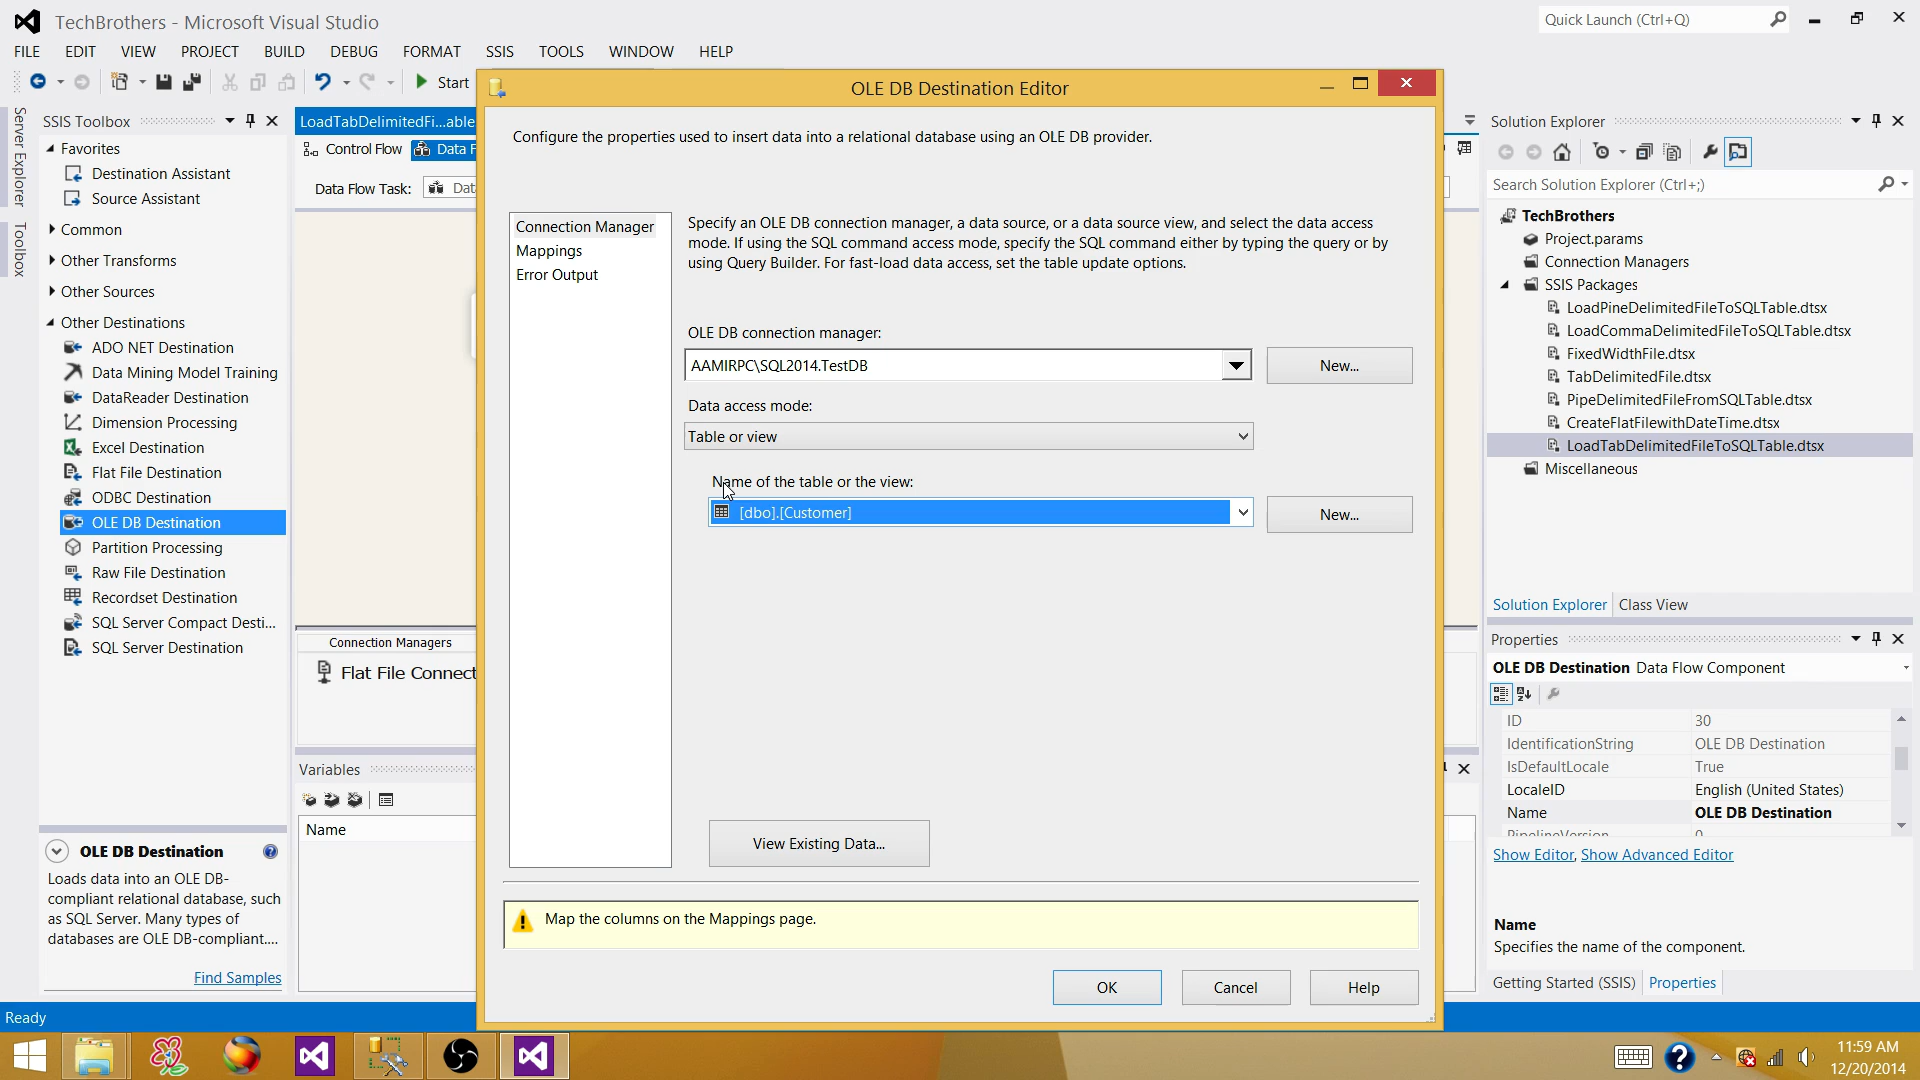 TechBrothers - Microsoft Visual Studio
Quick Launch (Ctrl+Q)
FILE EDIT VIEW PROJECT BUILD DEBUG FORMAT SSIS TOOLS WINDOW HELP
Start
Server Explorer
Toolbox
SSIS Toolbox
Favorites
Destination Assistant
Source Assistant
Common
Other Transforms
Other Sources
Other Destinations
ADO NET Destination
Data Mining Model Training
DataReader Destination
Dimension Processing
Excel Destination
Flat File Destination
ODBC Destination
OLE DB Destination
Partition Processing
Raw File Destination
Recordset Destination
SQL Server Compact Desti...
SQL Server Destination
OLE DB Destination
Loads data into an OLE DB-
compliant relational database, such
as SQL Server. Many types of
databases are OLE DB-compliant....
Find Samples
LoadTabDelimitedFi...able
Control Flow
Data F
Data Flow Task:
Dat
Connection Managers
Flat File Connect
Variables
Name
OLE DB Destination Editor
Configure the properties used to insert data into a relational database using an OLE DB provider.
Connection Manager
Mappings
Error Output
Specify an OLE DB connection manager, a data source, or a data source view, and select the data access
mode. If using the SQL command access mode, specify the SQL command either by typing the query or by
using Query Builder. For fast-load data access, set the table update options.
OLE DB connection manager:
AAMIRPC\SQL2014.TestDB
New...
Data access mode:
Table or view
Name of the table or the view:
[dbo].[Customer]
New...
View Existing Data...
Map the columns on the Mappings page.
OK
Cancel
Help
Solution Explorer
Search Solution Explorer (Ctrl+;)
TechBrothers
Project.params
Connection Managers
SSIS Packages
LoadPineDelimitedFileToSQLTable.dtsx
LoadCommaDelimitedFileToSQLTable.dtsx
FixedWidthFile.dtsx
TabDelimitedFile.dtsx
PipeDelimitedFileFromSQLTable.dtsx
CreateFlatFilewithDateTime.dtsx
LoadTabDelimitedFileToSQLTable.dtsx
Miscellaneous
Solution Explorer
Class View
Properties
OLE DB Destination Data Flow Component
ID 30
IdentificationString OLE DB Destination
IsDefaultLocale True
LocaleID English (United States)
Name OLE DB Destination
PipelineVersion 0
Show Editor, Show Advanced Editor
Name
Specifies the name of the component.
Getting Started (SSIS)
Properties
Ready
11:59 AM
12/20/2014